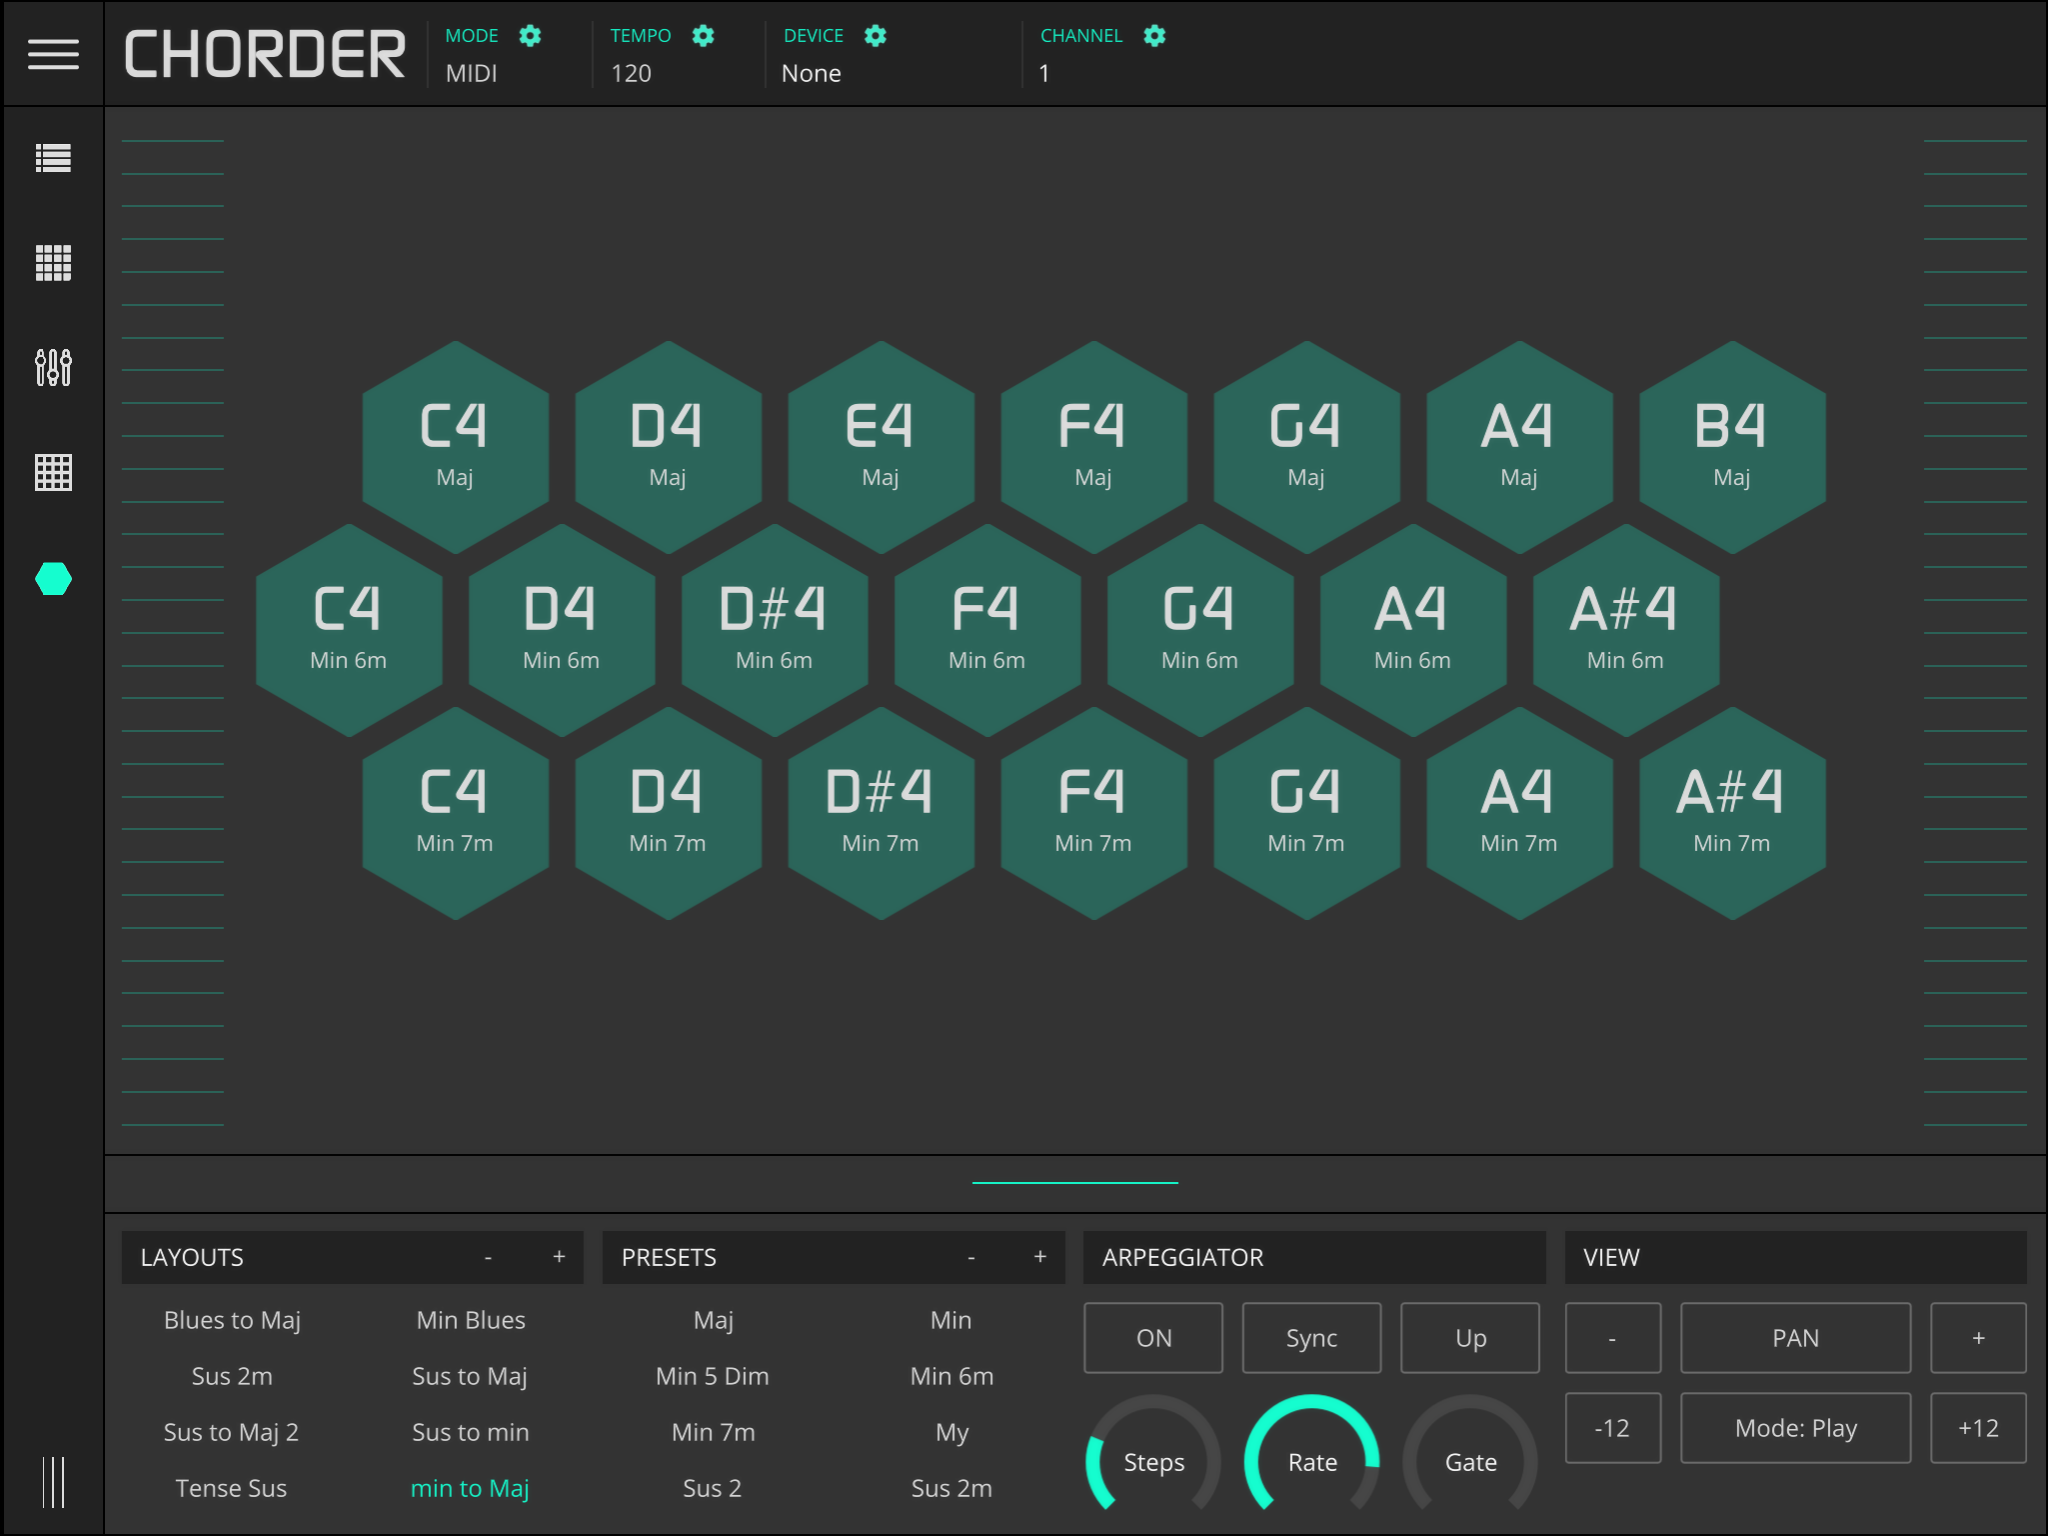 CHORDER
MODE TEMPO DEVICE CHANNEL
MIDI 120 None 1
C4 D4 E4 F4 G4 A4 B4
Maj Maj Maj Maj Maj Maj Maj
C4 D4 D#4 F4 G4 A4 A#4
Min 6m Min 6m Min 6m Min 6m Min 6m Min 6m Min 6m
C4 D4 D#4 F4 G4 A4 A#4
Min 7m Min 7m Min 7m Min 7m Min 7m Min 7m Min 7m
LAYOUTS - +
Blues to Maj Min Blues
Sus 2m Sus to Maj
Sus to Maj 2 Sus to min
Tense Sus min to Maj
PRESETS - +
Maj Min
Min 5 Dim Min 6m
Min 7m My
Sus 2 Sus 2m
ARPEGGIATOR
ON Sync Up
Steps Rate Gate
VIEW
- PAN +
-12 Mode: Play +12